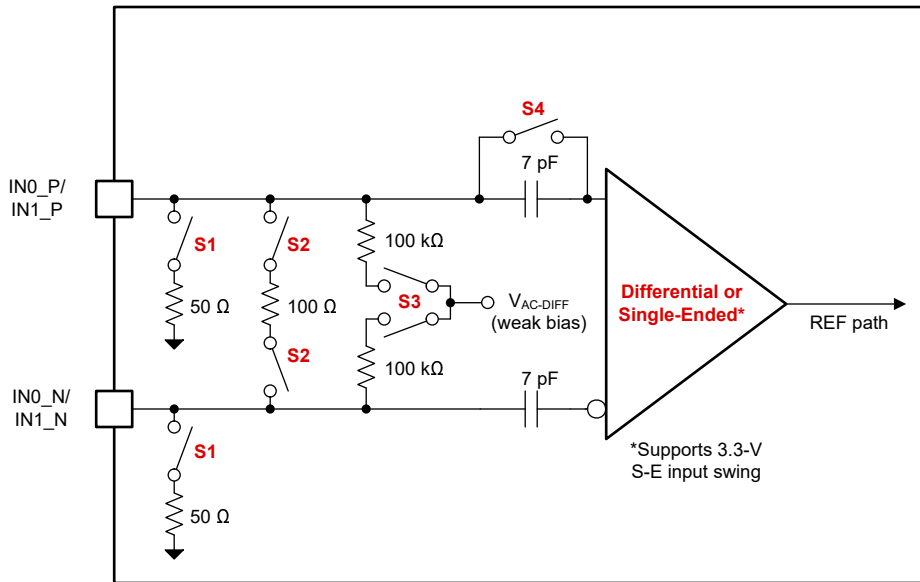 S4
7 pF
IN0_P/
IN1_P
S1
S2
100 kΩ
50 Ω
100 Ω
S3
V_AC-DIFF
(weak bias)
Differential or
Single-Ended*
REF path
S2
100 kΩ
7 pF
IN0_N/
IN1_N
S1
50 Ω
*Supports 3.3-V
S-E input swing